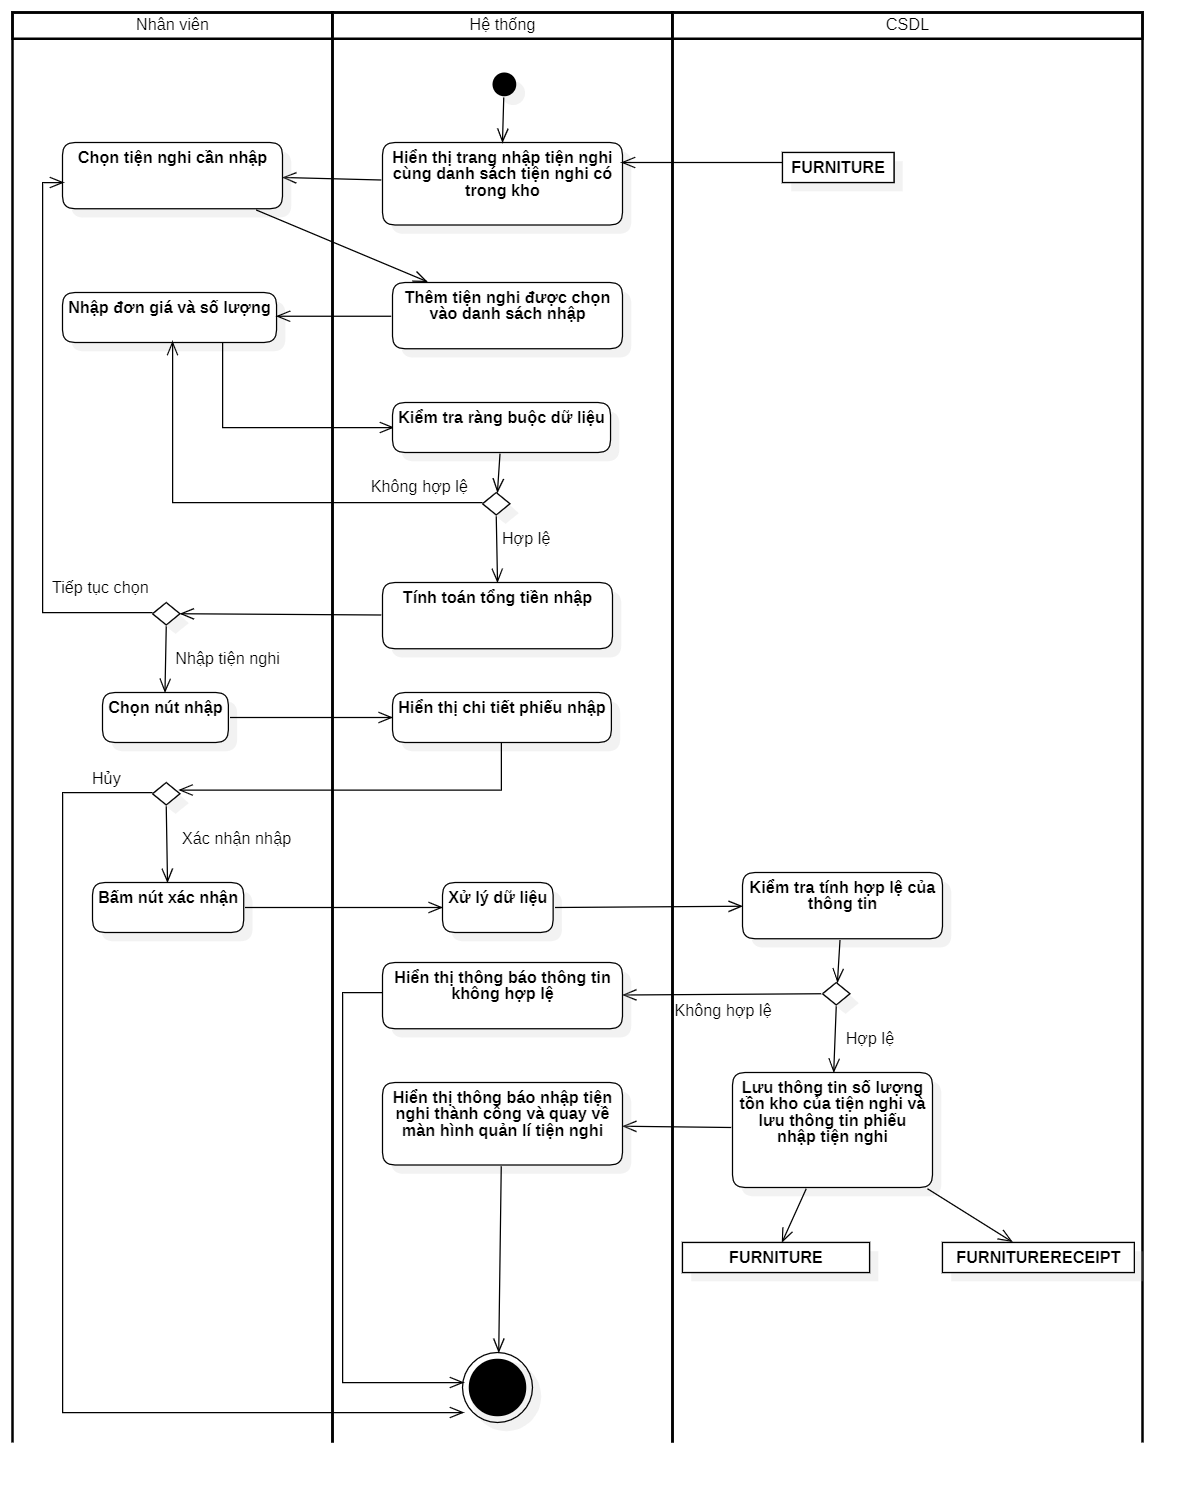 Nhân viên
Hệ thống
CSDL
Chọn tiện nghi cần nhập
Hiển thị trang nhập tiện nghi
cùng danh sách tiện nghi có
trong kho
FURNITURE
Thêm tiện nghi được chọn
vào danh sách nhập
Nhập đơn giá và số lượng
Kiểm tra ràng buộc dữ liệu
Không hợp lệ
Hợp lệ
Tiếp tục chọn
Tính toán tổng tiền nhập
Nhập tiện nghi
Chọn nút nhập
Hiển thị chi tiết phiếu nhập
Hủy
Xác nhận nhập
Bấm nút xác nhận
Xử lý dữ liệu
Kiểm tra tính hợp lệ của
thông tin
Hiển thị thông báo thông tin
không hợp lệ
Không hợp lệ
Hợp lệ
Hiển thị thông báo nhập tiện
nghi thành công và quay về
màn hình quản lí tiện nghi
Lưu thông tin số lượng
tồn kho của tiện nghi và
lưu thông tin phiếu
nhập tiện nghi
FURNITURE
FURNITURERECEIPT